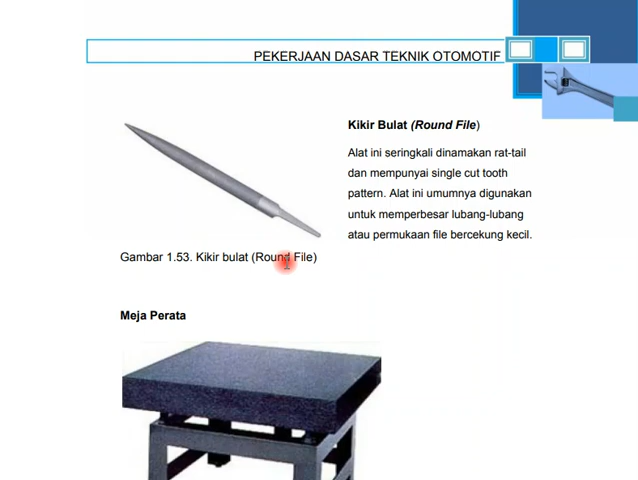 PEKERJAAN DASAR TEKNIK OTOMOTIF
Kikir Bulat (Round File)
Alat ini seringkali dinamakan rat-tail
dan mempunyai single cut tooth
pattern. Alat ini umumnya digunakan
untuk memperbesar lubang-lubang
atau permukaan file bercekung kecil.
Gambar 1.53. Kikir bulat (Round File)
Meja Perata